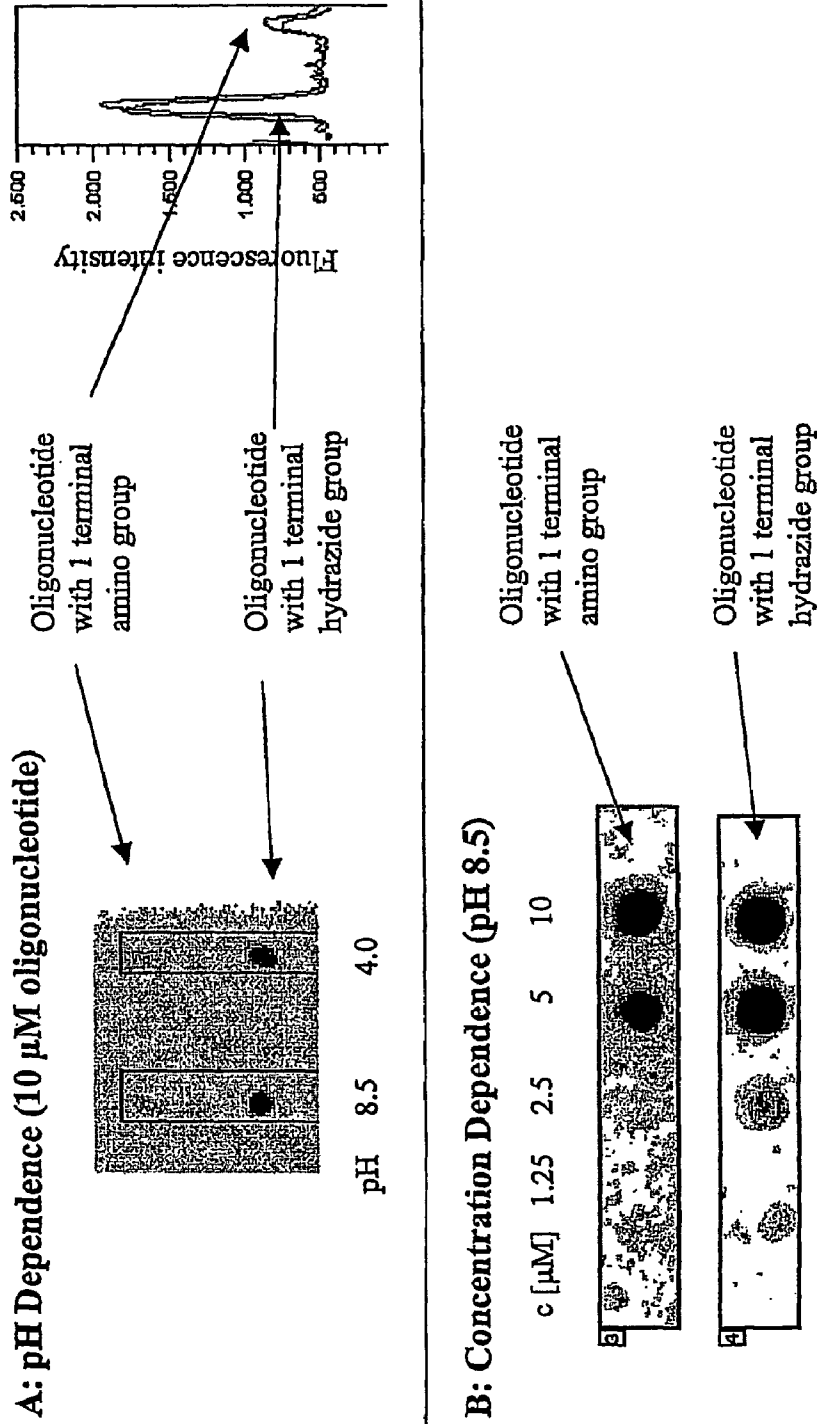 A: pH Dependence (10 µM oligonucleotide)
Oligonucleotide
with 1 terminal
amino group
Oligonucleotide
with 1 terminal
hydrazide group
pH 8.5 4.0
Fluorescence intensity
2.500
2.000
1.500
1.000
500
B: Concentration Dependence (pH 8.5)
c [µM] 1.25 2.5 5 10
3
4
Oligonucleotide
with 1 terminal
amino group
Oligonucleotide
with 1 terminal
hydrazide group